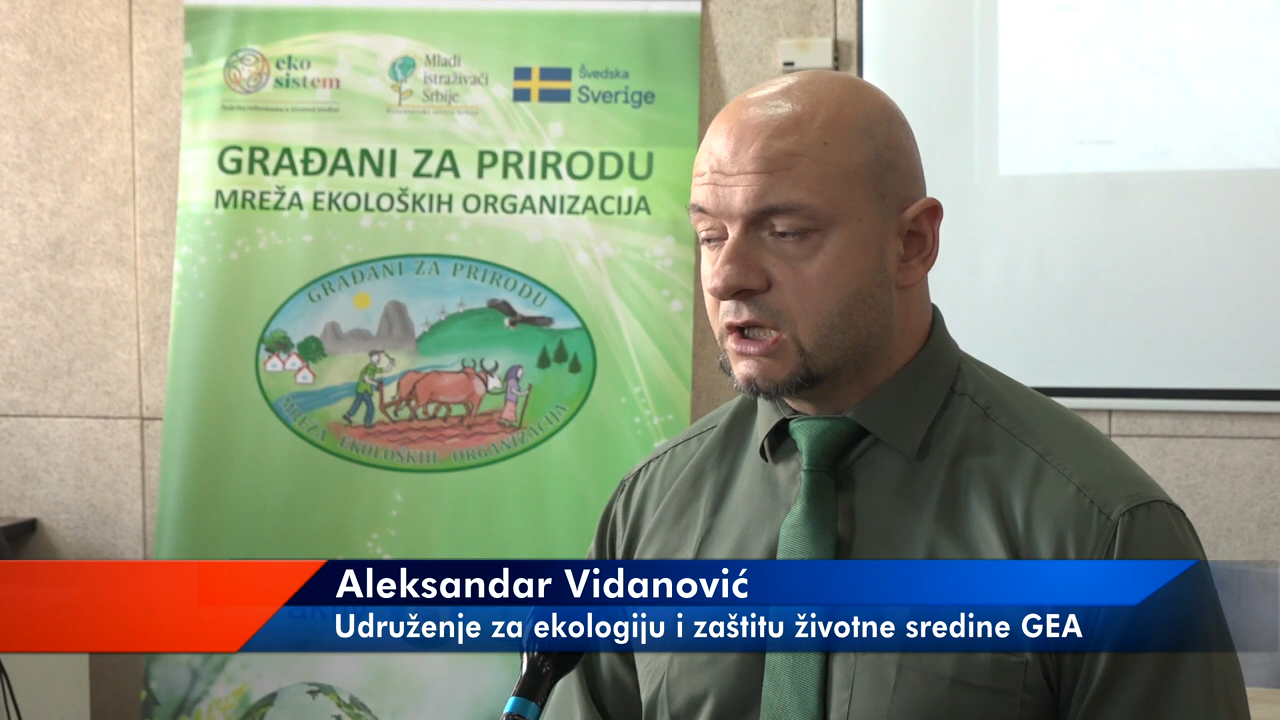 eko
sistem
Mladi
istraživači
Srbije
Švedska
Sverige
GRAĐANI ZA PRIRODU
MREŽA EKOLOŠKIH ORGANIZACIJA
GRAĐANI ZA PRIRODU
MREŽA EKOLOŠKIH ORGANIZACIJA
Aleksandar Vidanović
Udruženje za ekologiju i zaštitu životne sredine GEA